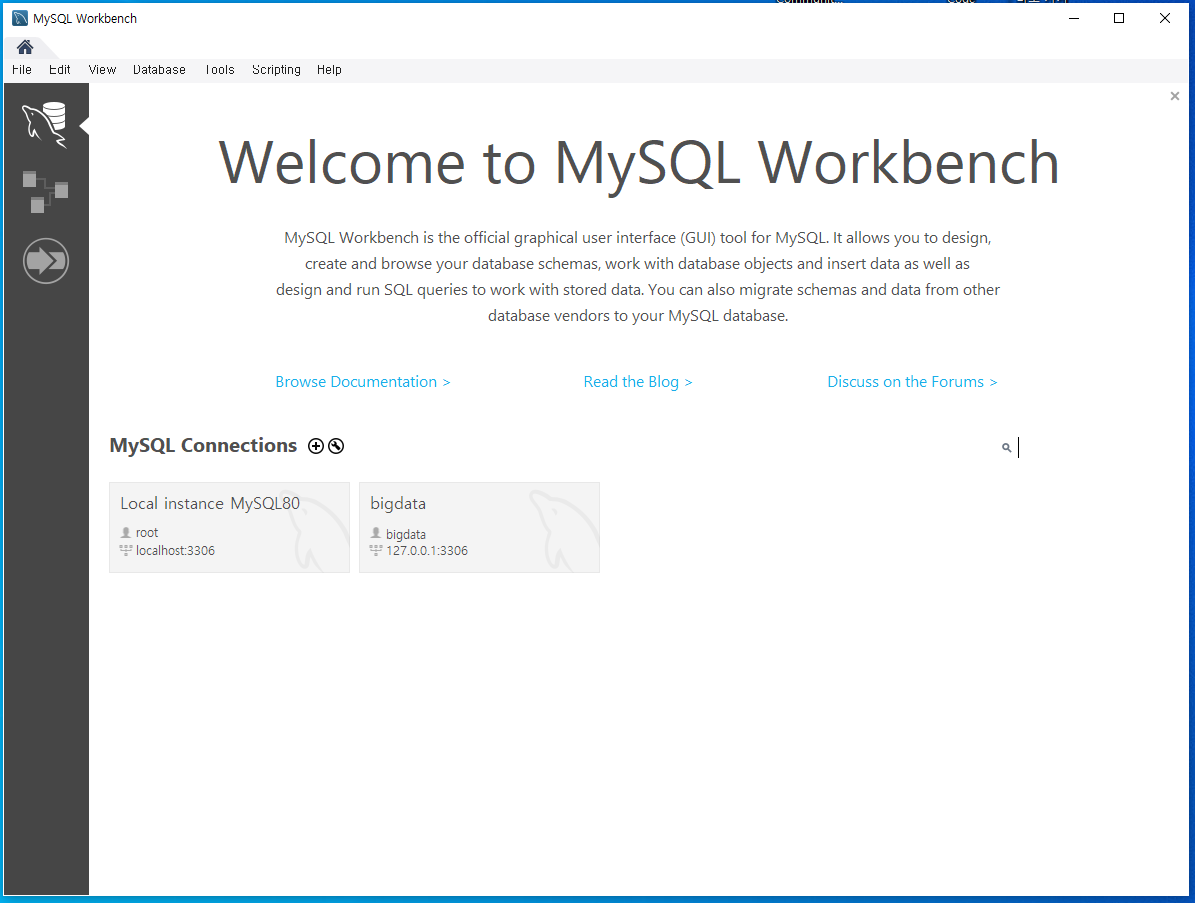 MySQL Workbench
File Edit View Database Tools Scripting Help
Welcome to MySQL Workbench
MySQL Workbench is the official graphical user interface (GUI) tool for MySQL. It allows you to design,
create and browse your database schemas, work with database objects and insert data as well as
design and run SQL queries to work with stored data. You can also migrate schemas and data from other
database vendors to your MySQL database.
Browse Documentation >
Read the Blog >
Discuss on the Forums >
MySQL Connections
Local instance MySQL80
root
localhost:3306
bigdata
bigdata
127.0.0.1:3306